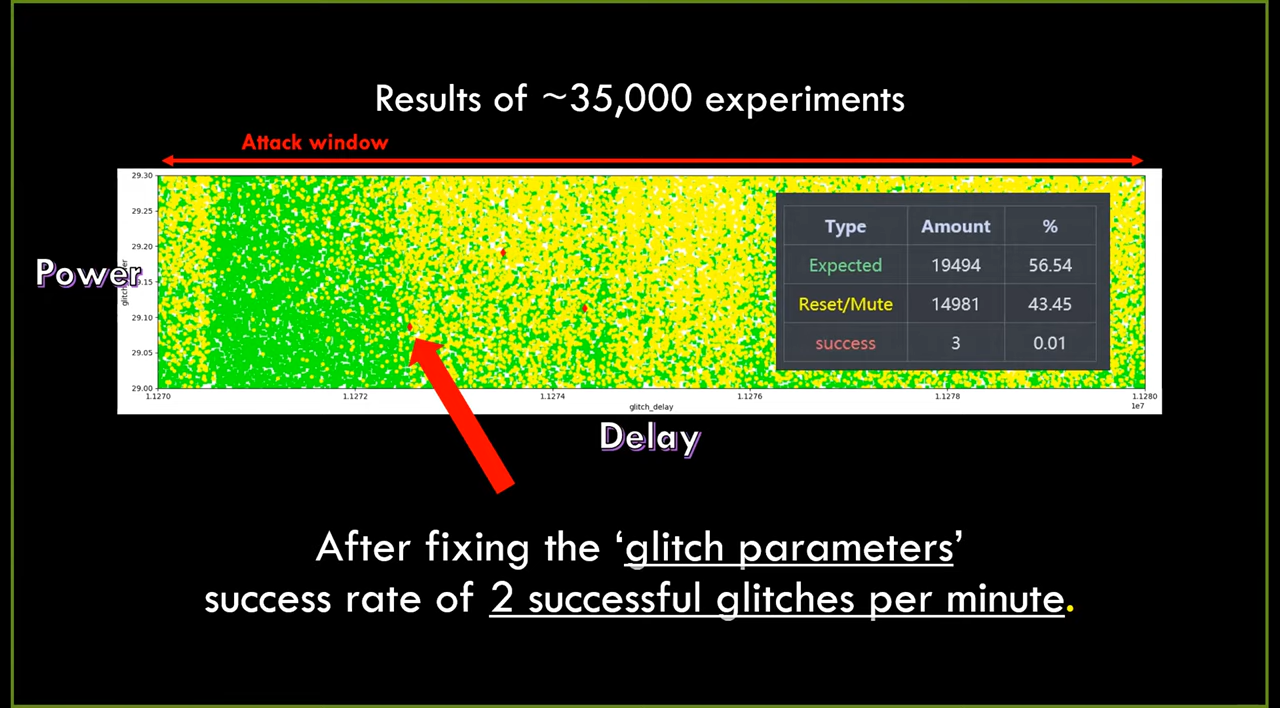 Results of ~35,000 experiments
Attack window
29.30
29.25
29.20
29.15
29.10
29.05
29.00
Power
Type Amount %
Expected 19494 56.54
Reset/Mute 14981 43.45
success 3 0.01
1.1270 1.1272 1.1274 1.1276 1.1278 1.1280
glitch_delay 1e7
Delay
After fixing the ‘glitch parameters’
success rate of 2 successful glitches per minute.